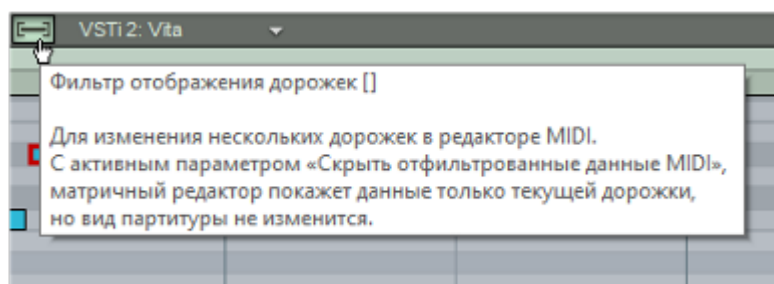 VSTi 2: Vita
Фильтр отображения дорожек []
Для изменения нескольких дорожек в редакторе MIDI.
С активным параметром «Скрыть отфильтрованные данные MIDI»,
матричный редактор покажет данные только текущей дорожки,
но вид партитуры не изменится.